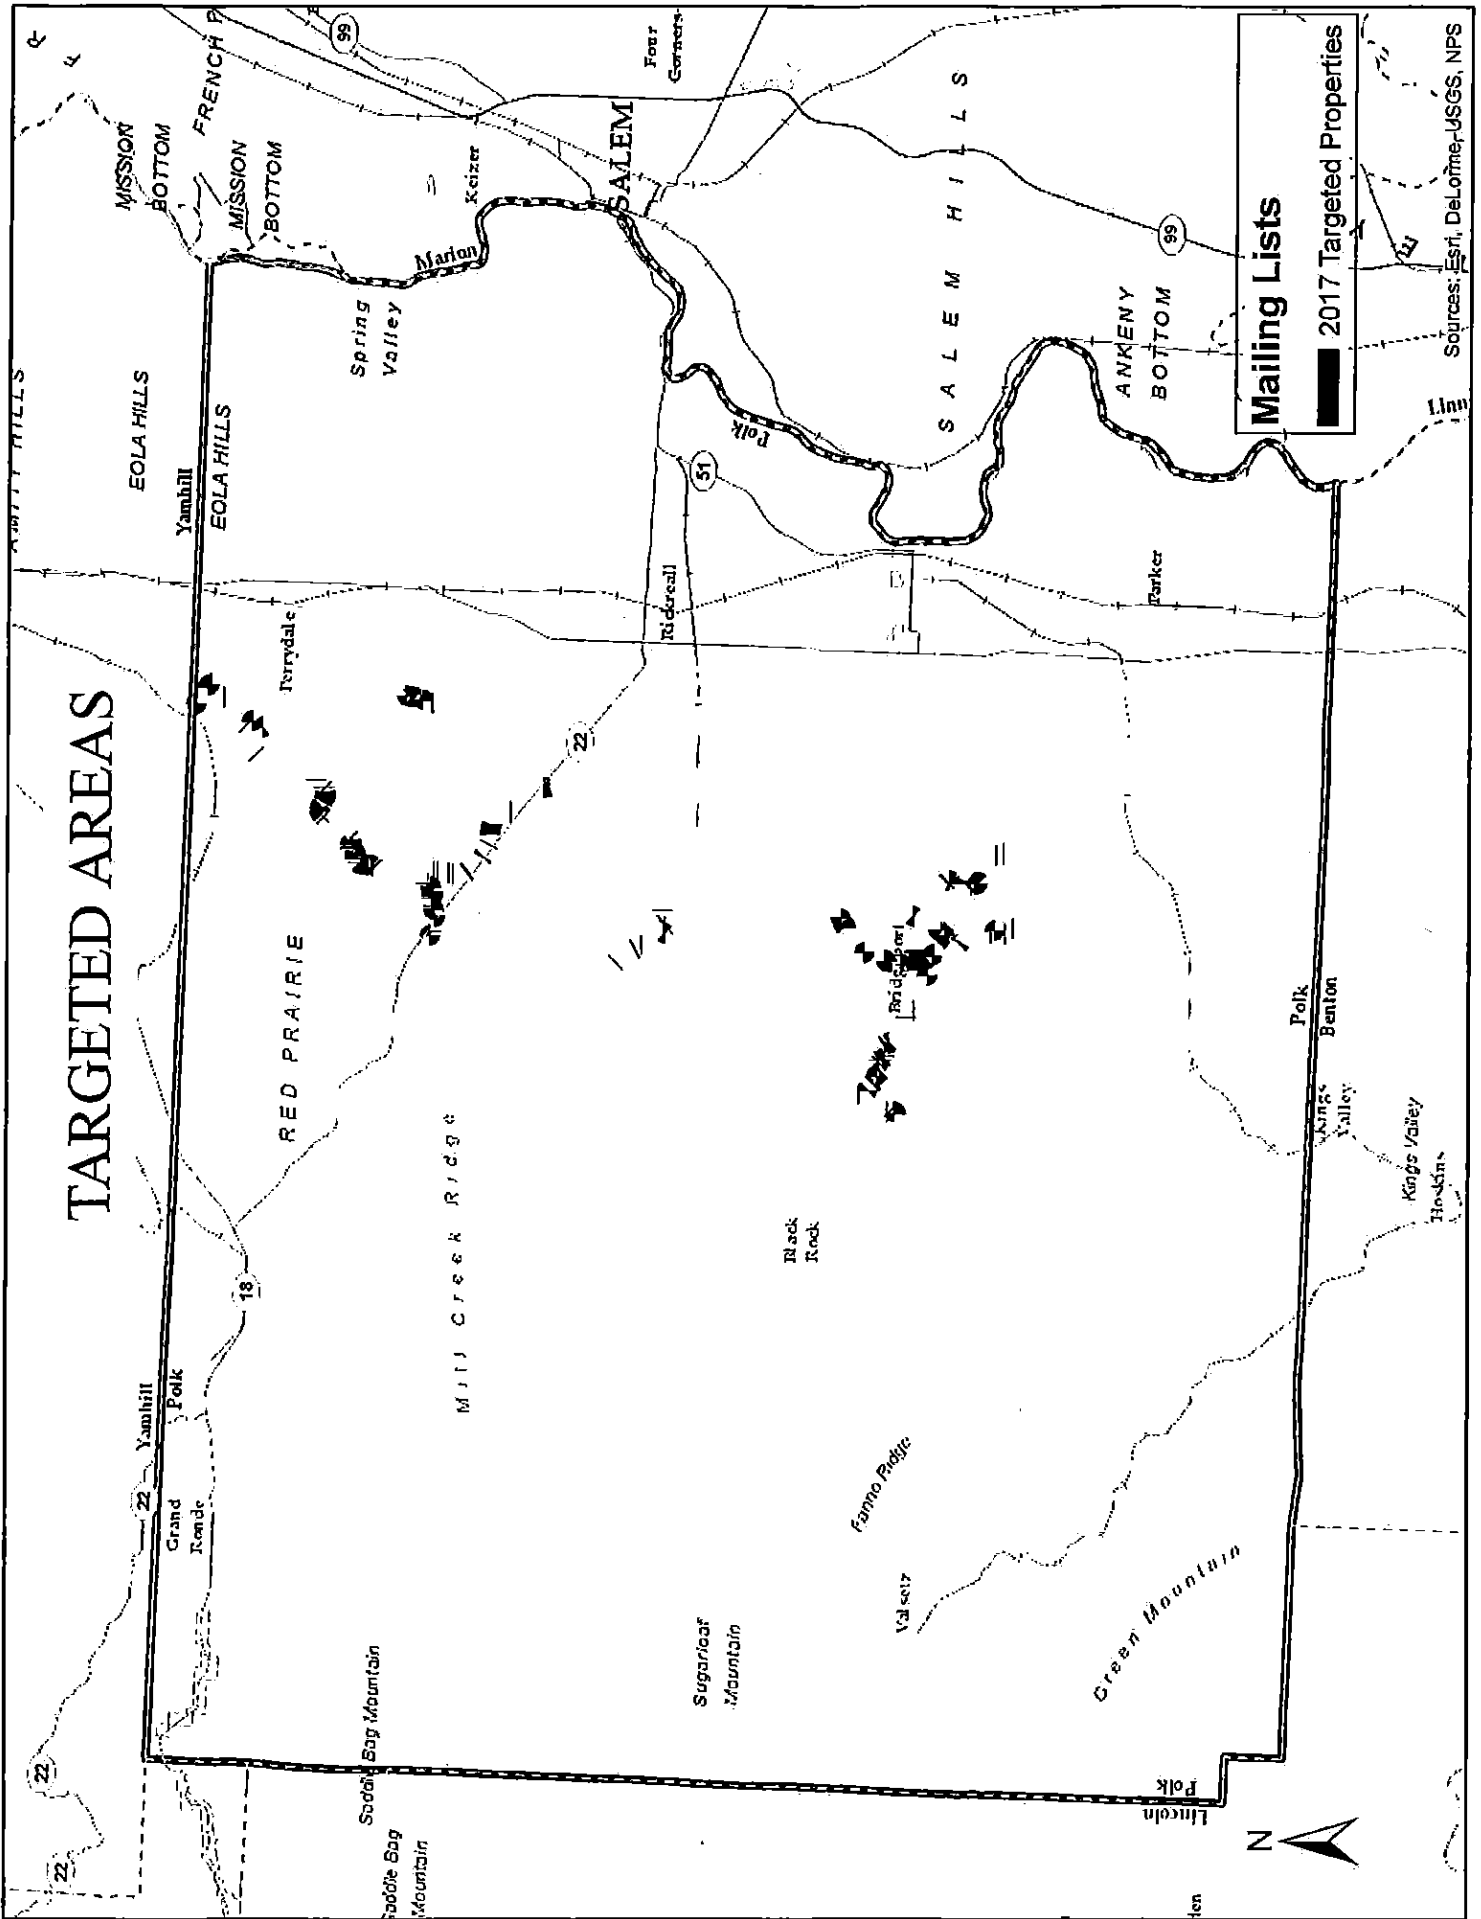 TARGETED AREAS
22
22
22
Yamhill
Polk
Grand
Ronde
18
RED PRAIRIE
Yamhill
EOLA HILLS
EOLA HILLS
MISSION
BOTTOM
MISSION
BOTTOM
FRENCH P
99
Perrydale
Spring
Valley
Marion
Keizer
Four
Corners
SALEM
Saddle Bag Mountain
Saddle Bag
Mountain
Mill Creek Ridge
22
Rickreall
51
Polk
Sugarloaf
Mountain
Black
Rock
Bridgeport
SALEM HILLS
SALEM HILLS
99
Fanno Ridge
Valsetz
Green Mountain
Parker
ANKENY
BOTTOM
Lincoln
Polk
Polk
Benton
Kings
Valley
Kings Valley
Hoskins
Linn
N
Mailing Lists
2017 Targeted Properties
Sources: Esri, DeLorme, USGS, NPS